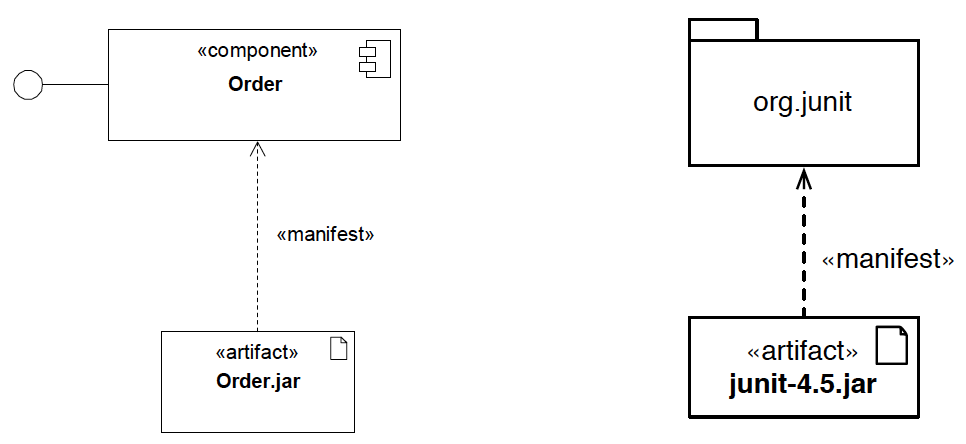 «component»
Order
«manifest»
«artifact»
Order.jar
org.junit
«manifest»
«artifact»
junit-4.5.jar